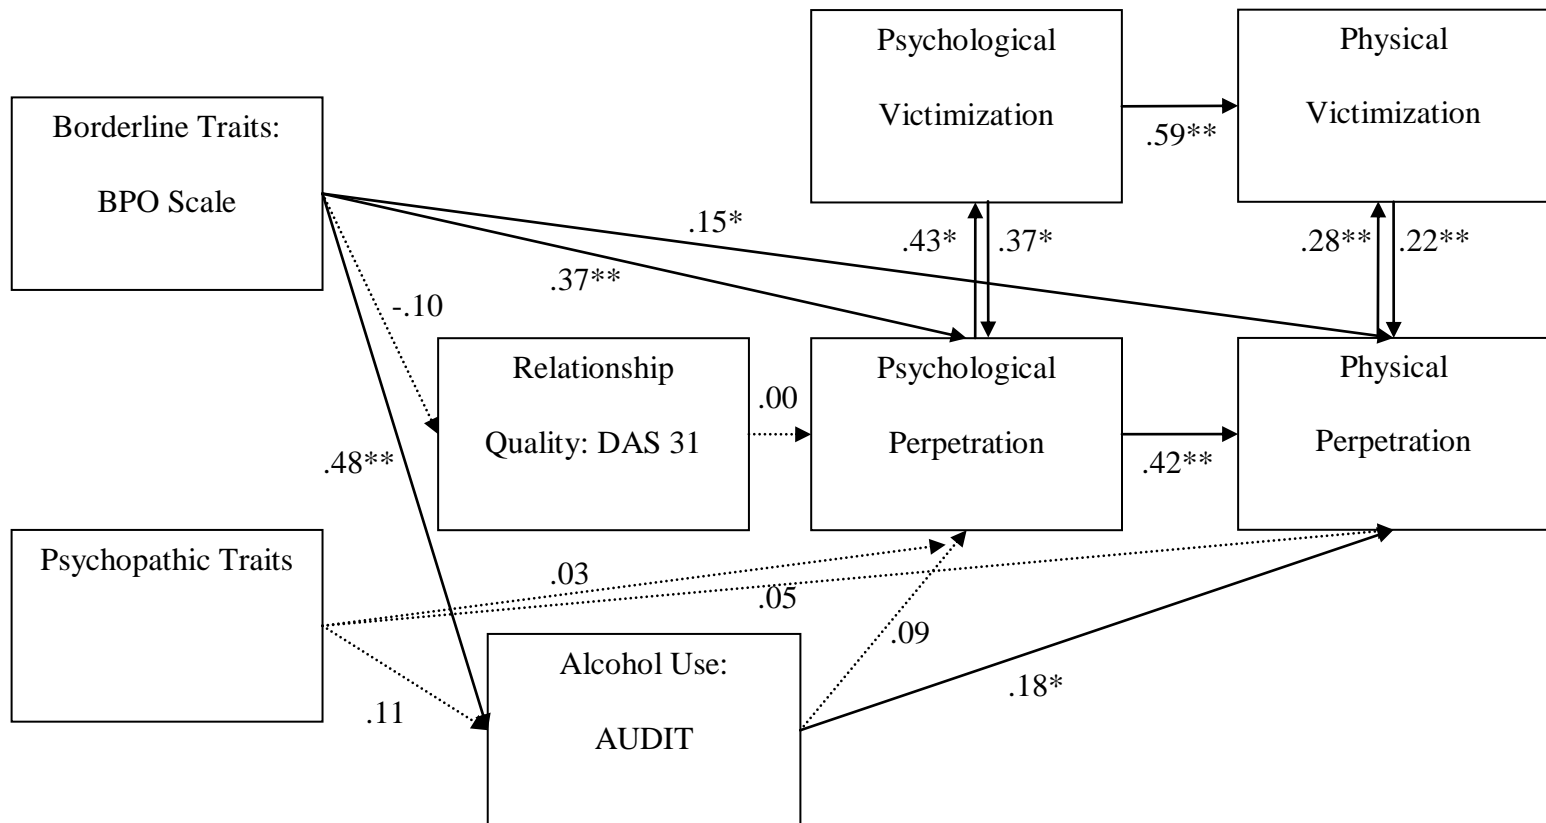 Psychological
Victimization
Physical
Victimization
.59**
Borderline Traits:
BPO Scale
.15*
.37**
.43*
.37*
.28**
.22**
-.10
.48**
Relationship
Quality: DAS 31
.00
Psychological
Perpetration
.42**
Physical
Perpetration
Psychopathic Traits
.03
.05
.09
.11
.18*
Alcohol Use:
AUDIT